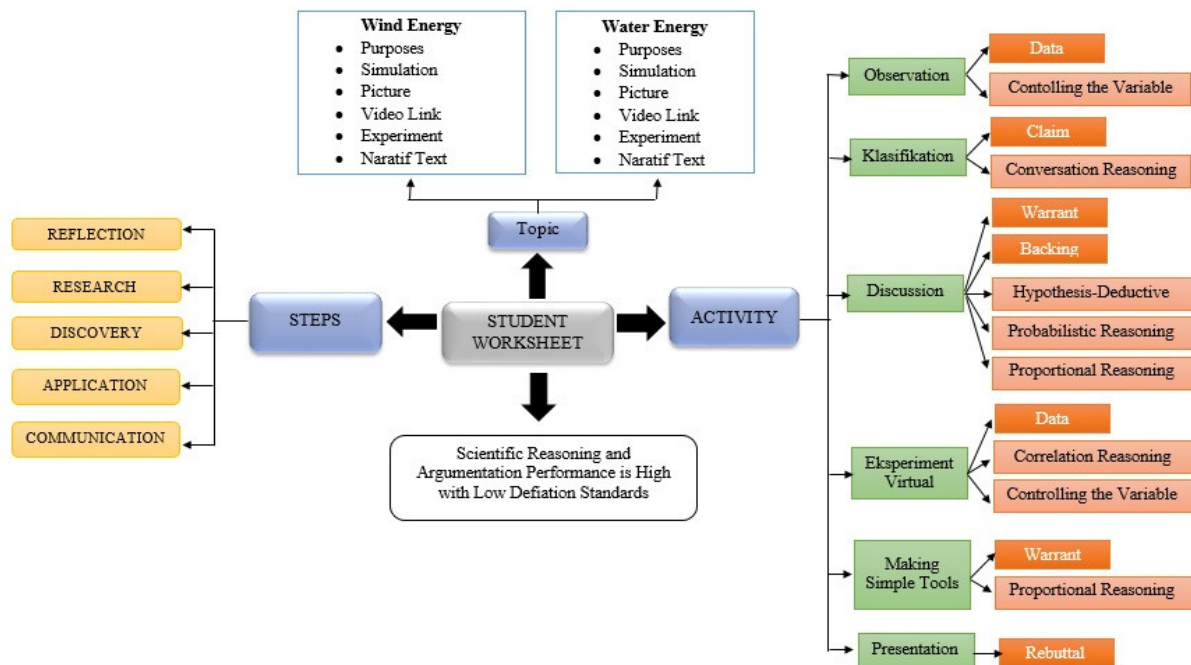 Wind Energy
• Purposes
• Simulation
• Picture
• Video Link
• Experiment
• Naratif Text
Water Energy
• Purposes
• Simulation
• Picture
• Video Link
• Experiment
• Naratif Text
Topic
REFLECTION
RESEARCH
DISCOVERY
APPLICATION
COMMUNICATION
STEPS
STUDENT
WORKSHEET
ACTIVITY
Scientific Reasoning and
Argumentation Performance is High
with Low Defiation Standards
Observation
Data
Contolling the Variable
Klasifikation
Claim
Conversation Reasoning
Discussion
Warrant
Backing
Hypothesis-Deductive
Probabilistic Reasoning
Proportional Reasoning
Eksperiment
Virtual
Data
Correlation Reasoning
Controlling the Variable
Making
Simple Tools
Warrant
Proportional Reasoning
Presentation
Rebuttal